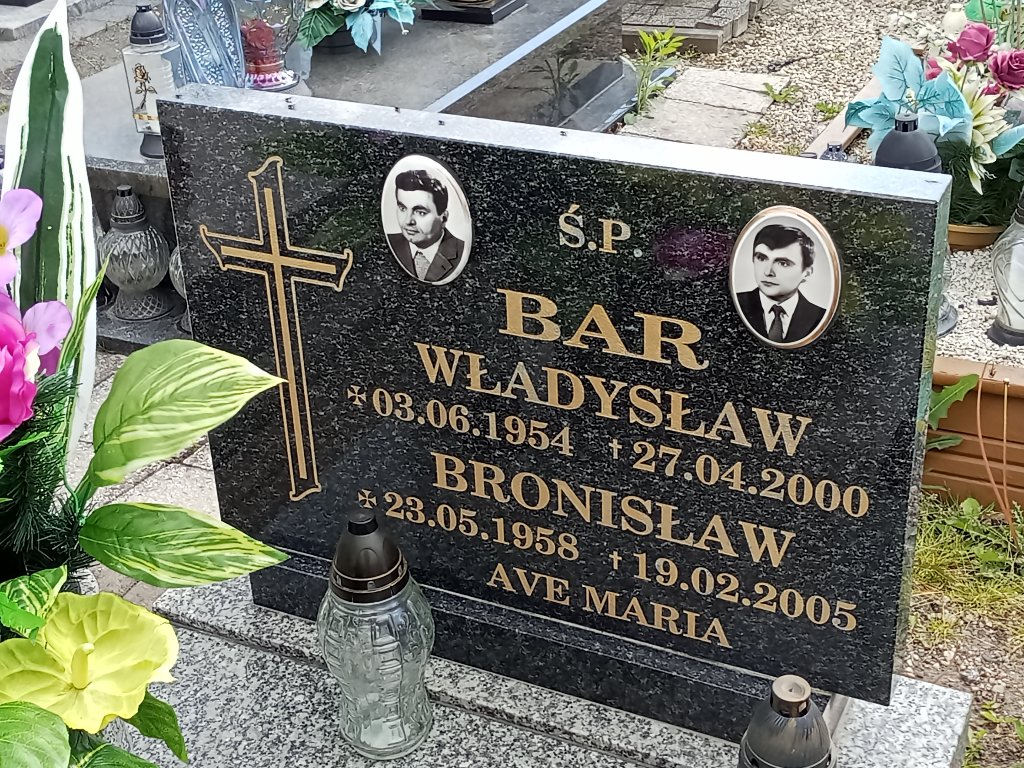 Ś.P.
BAR
WŁADYSŁAW
03.06.1954 †27.04.2000
BRONISŁAW
23.05.1958 †19.02.2005
AVE MARIA